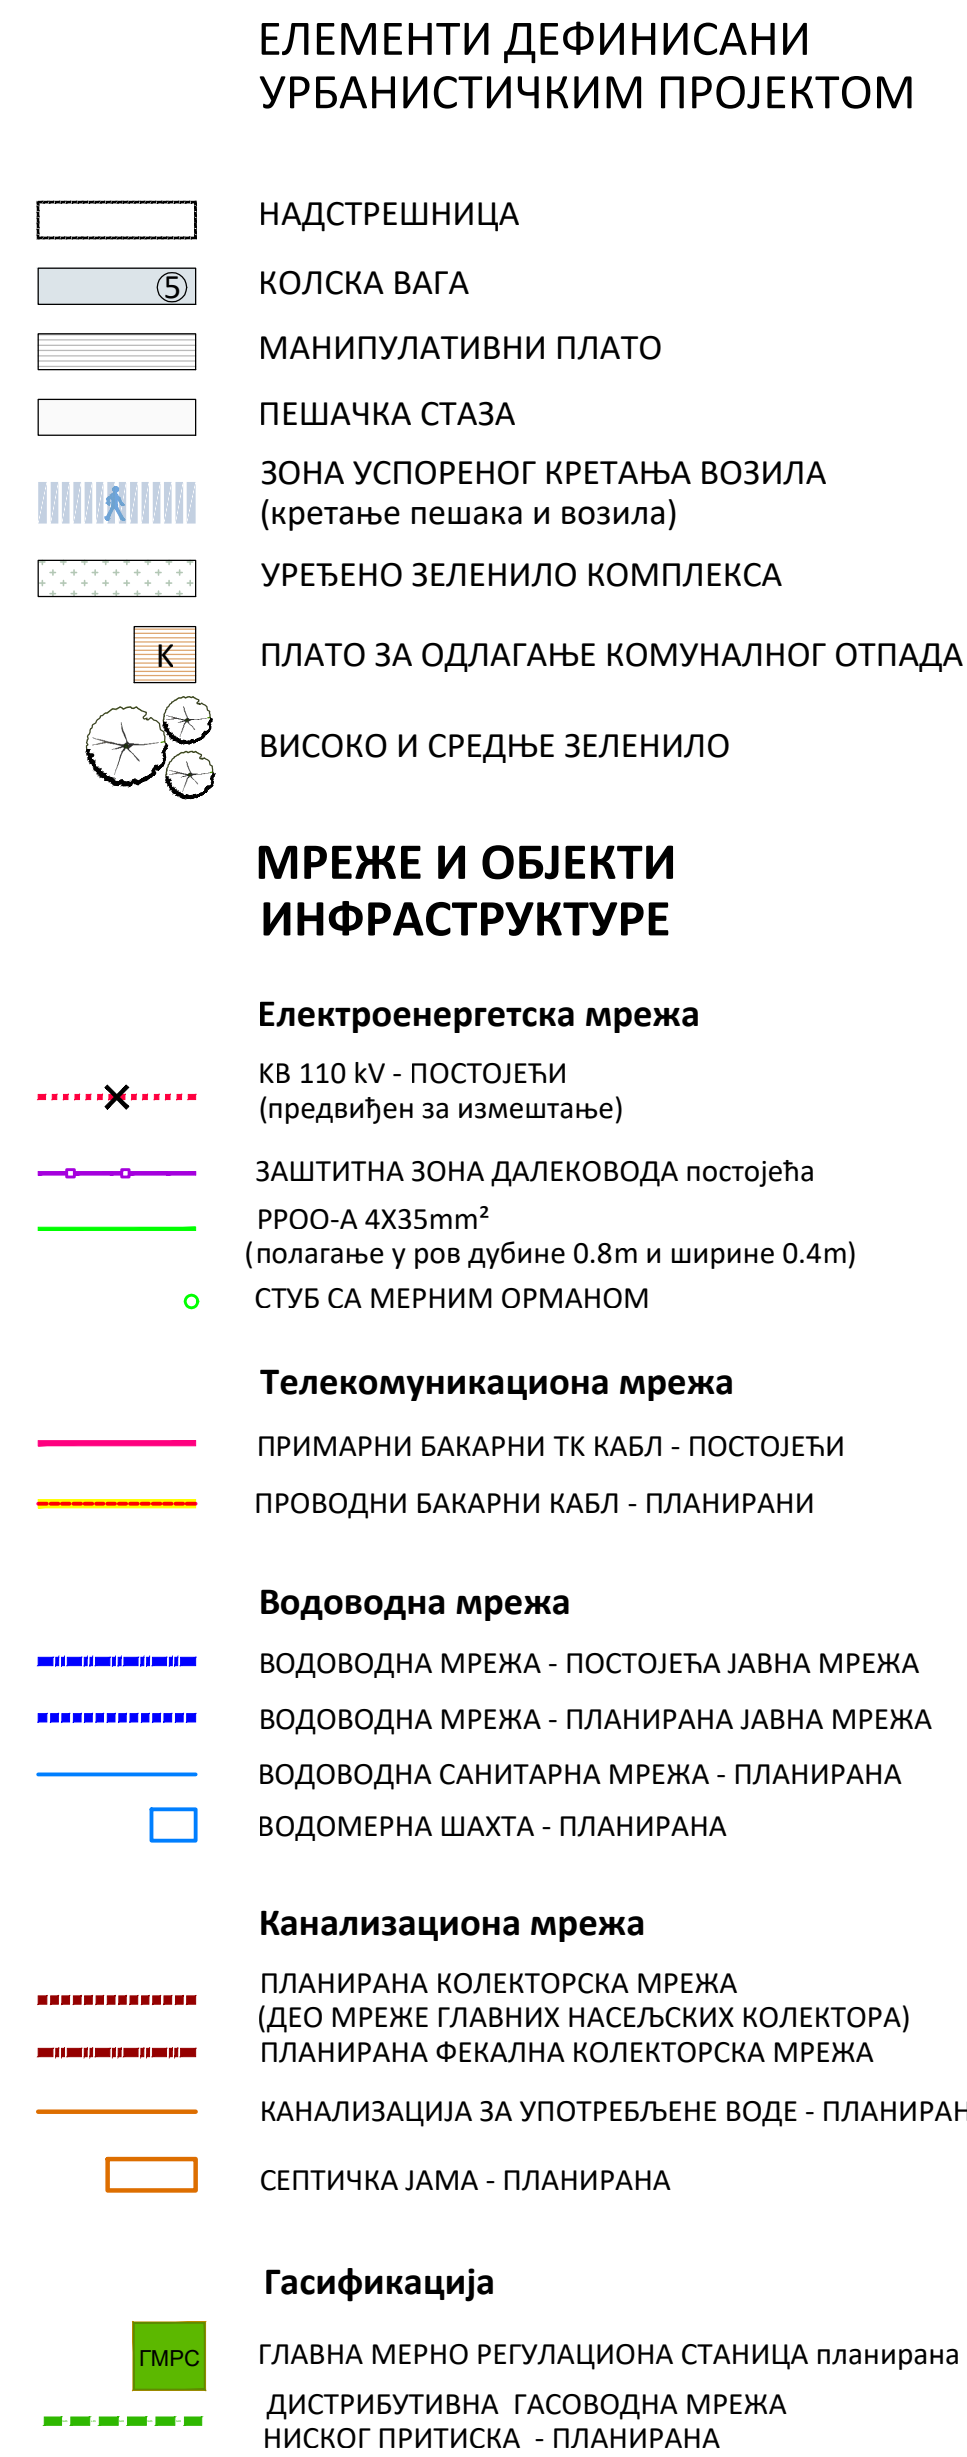 ЕЛЕМЕНТИ ДЕФИНИСАНИ
УРБАНИСТИЧКИМ ПРОЈЕКТОМ
НАДСТРЕШНИЦА
5 КОЛСКА ВАГА
МАНИПУЛАТИВНИ ПЛАТО
ПЕШАЧКА СТАЗА
ЗОНА УСПОРЕНОГ КРЕТАЊА ВОЗИЛА
(кретање пешака и возила)
УРЕЂЕНО ЗЕЛЕНИЛО КОМПЛЕКСА
К ПЛАТО ЗА ОДЛАГАЊЕ КОМУНАЛНОГ ОТПАДА
ВИСОКО И СРЕДЊЕ ЗЕЛЕНИЛО
МРЕЖЕ И ОБЈЕКТИ
ИНФРАСТРУКТУРЕ
Електроенергетска мрежа
КВ 110 kV - ПОСТОЈЕЋИ
(предвиђен за измештање)
ЗАШТИТНА ЗОНА ДАЛЕКОВОДА постојећа
PPOO-A 4X35mm²
(полагање у ров дубине 0.8m и ширине 0.4m)
СТУБ СА МЕРНИМ ОРМАНОМ
Телекомуникациона мрежа
ПРИМАРНИ БАКАРНИ ТК КАБЛ - ПОСТОЈЕЋИ
ПРОВОДНИ БАКАРНИ КАБЛ - ПЛАНИРАНИ
Водоводна мрежа
ВОДОВОДНА МРЕЖА - ПОСТОЈЕЋА ЈАВНА МРЕЖА
ВОДОВОДНА МРЕЖА - ПЛАНИРАНА ЈАВНА МРЕЖА
ВОДОВОДНА САНИТАРНА МРЕЖА - ПЛАНИРАНА
ВОДОМЕРНА ШАХТА - ПЛАНИРАНА
Канализациона мрежа
ПЛАНИРАНА КОЛЕКТОРСКА МРЕЖА
(ДЕО МРЕЖЕ ГЛАВНИХ НАСЕЉСКИХ КОЛЕКТОРА)
ПЛАНИРАНА ФЕКАЛНА КОЛЕКТОРСКА МРЕЖА
КАНАЛИЗАЦИЈА ЗА УПОТРЕБЉЕНЕ ВОДЕ - ПЛАНИРАН
СЕПТИЧКА ЈАМА - ПЛАНИРАНА
Гасификација
ГМРС ГЛАВНА МЕРНО РЕГУЛАЦИОНА СТАНИЦА планирана
ДИСТРИБУТИВНА ГАСОВОДНА МРЕЖА
НИСКОГ ПРИТИСКА - ПЛАНИРАНА